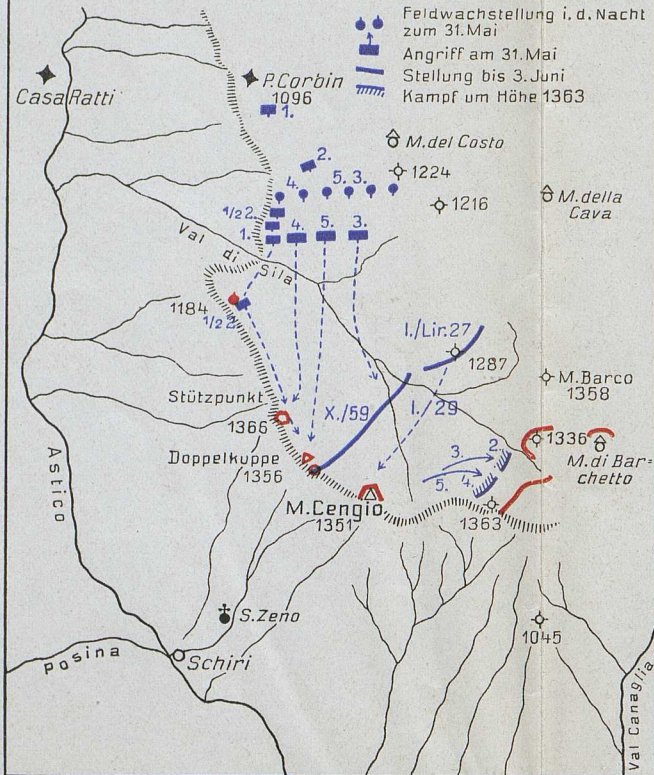 Feldwachstellung i. d. Nacht
zum 31. Mai
Angriff am 31. Mai
Stellung bis 3. Juni
Kampf um Höhe 1363
Casa Ratti
P. Corbin
1096
1.
M. del Costo
2.
1224
4.
5.
3.
1216
M. della
Cava
1/2 2.
1.
4.
5.
3.
Val di Sila
1184
1/2 2.
I./Lir. 27
1287
M. Barco
1358
Stützpunkt
1366
X./59
I./29
1336
M. di Bar=
chetto
Doppelkuppe
1356
3.
2.
5.
4.
M. Cengio
1351
1363
Astico
S. Zeno
1045
Posina
Schiri
Val Canaglia